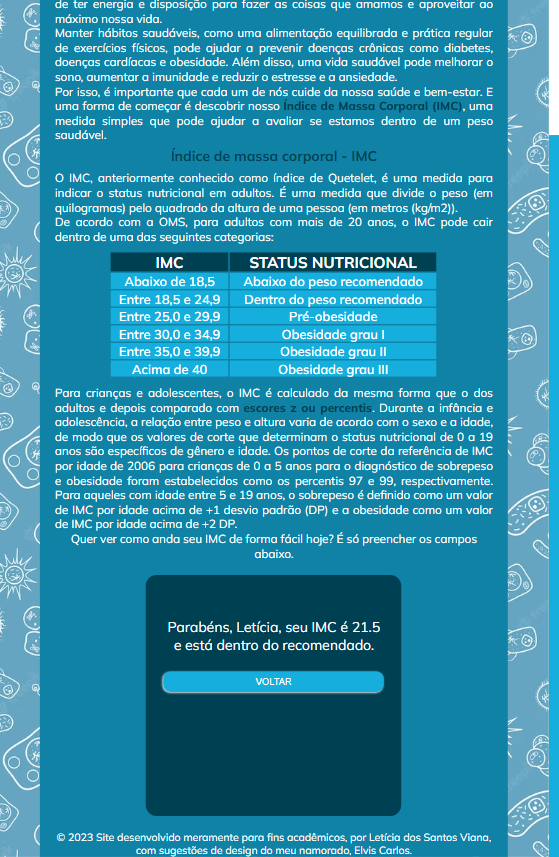 de ter energia e disposição para fazer as coisas que amamos e aproveitar ao
máximo nossa vida.
Manter hábitos saudáveis, como uma alimentação equilibrada e prática regular
de exercícios físicos, pode ajudar a prevenir doenças crônicas como diabetes,
doenças cardíacas e obesidade. Além disso, uma vida saudável pode melhorar o
sono, aumentar a imunidade e reduzir o estresse e a ansiedade.
Por isso, é importante que cada um de nós cuide da nossa saúde e bem-estar. E
uma forma de começar é descobrir nosso Índice de Massa Corporal (IMC), uma
medida simples que pode ajudar a avaliar se estamos dentro de um peso
saudável.
Índice de massa corporal - IMC
O IMC, anteriormente conhecido como índice de Quetelet, é uma medida para
indicar o status nutricional em adultos. É uma medida que divide o peso (em
quilogramas) pelo quadrado da altura de uma pessoa (em metros (kg/m2)).
De acordo com a OMS, para adultos com mais de 20 anos, o IMC pode cair
dentro de uma das seguintes categorias:
IMC STATUS NUTRICIONAL
Abaixo de 18,5 Abaixo do peso recomendado
Entre 18,5 e 24,9 Dentro do peso recomendado
Entre 25,0 e 29,9 Pré-obesidade
Entre 30,0 e 34,9 Obesidade grau I
Entre 35,0 e 39,9 Obesidade grau II
Acima de 40 Obesidade grau III
Para crianças e adolescentes, o IMC é calculado da mesma forma que o dos
adultos e depois comparado com escores z ou percentis. Durante a infância e
adolescência, a relação entre peso e altura varia de acordo com o sexo e a idade,
de modo que os valores de corte que determinam o status nutricional de 0 a 19
anos são específicos de gênero e idade. Os pontos de corte da referência de IMC
por idade de 2006 para crianças de 0 a 5 anos para o diagnóstico de sobrepeso
e obesidade foram estabelecidos como os percentis 97 e 99, respectivamente.
Para aqueles com idade entre 5 e 19 anos, o sobrepeso é definido como um valor
de IMC por idade acima de +1 desvio padrão (DP) e a obesidade como um valor
de IMC por idade acima de +2 DP.
Quer ver como anda seu IMC de forma fácil hoje? É só preencher os campos
abaixo.
Parabéns, Letícia, seu IMC é 21.5
e está dentro do recomendado.
VOLTAR
© 2023 Site desenvolvido meramente para fins acadêmicos, por Letícia dos Santos Viana,
com sugestões de design do meu namorado, Elvis Carlos.